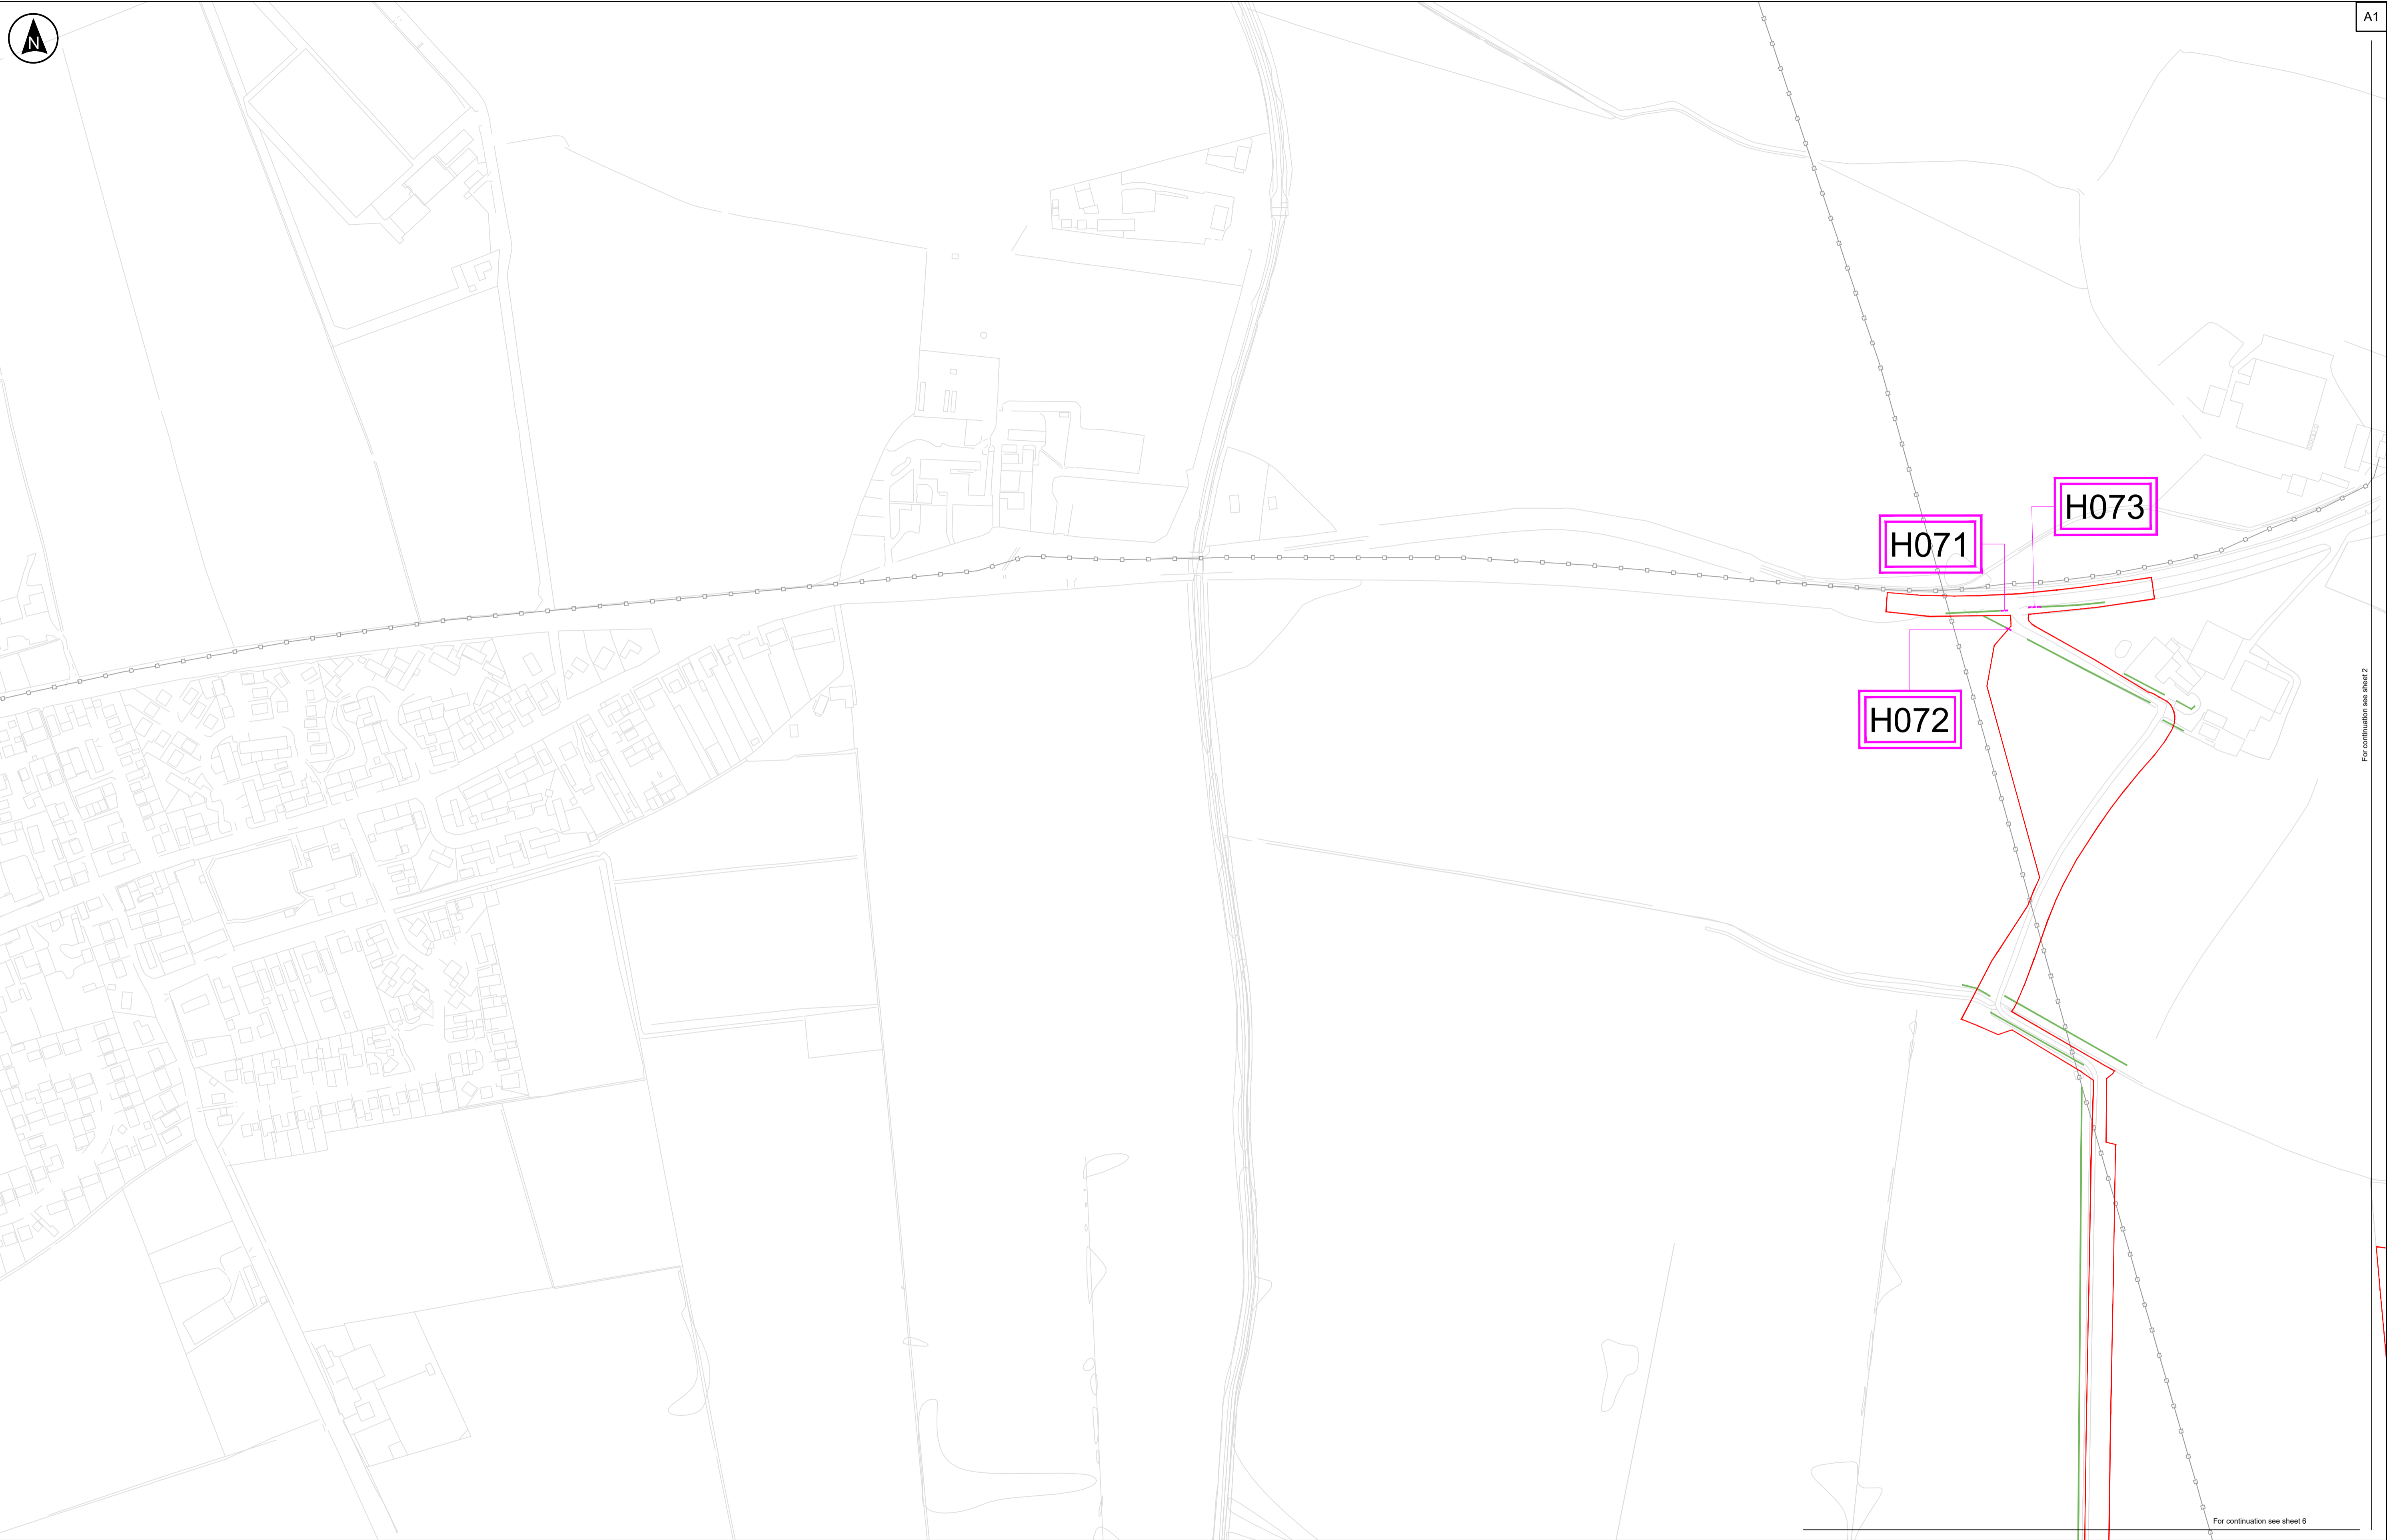 N
A1
H073
H071
H072
For continuation see sheet 2
For continuation see sheet 6